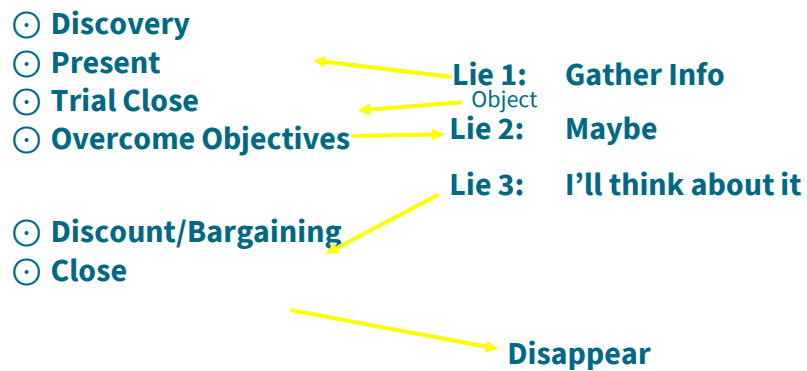 ⊙ Discovery
⊙ Present
⊙ Trial Close
⊙ Overcome Objectives
⊙ Discount/Bargaining
⊙ Close
Lie 1: Gather Info
Object
Lie 2: Maybe
Lie 3: I'll think about it
Disappear